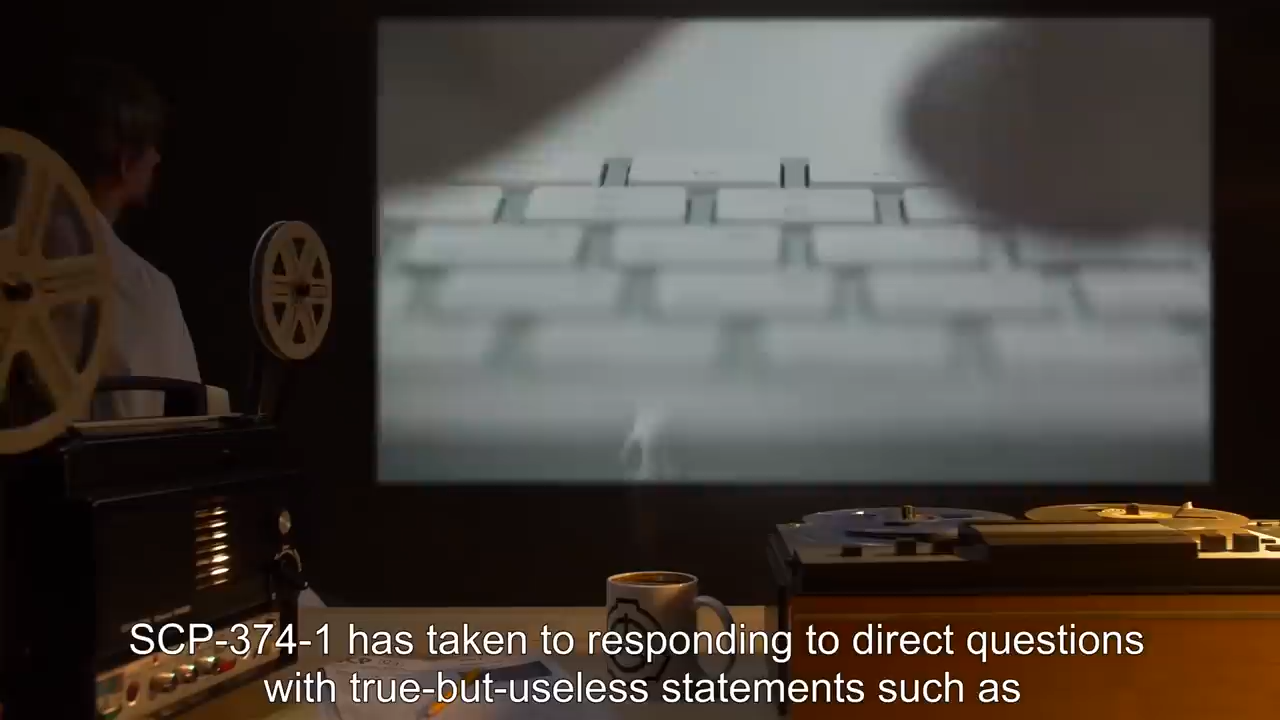 SCP-374-1 has taken to responding to direct questions
with true-but-useless statements such as